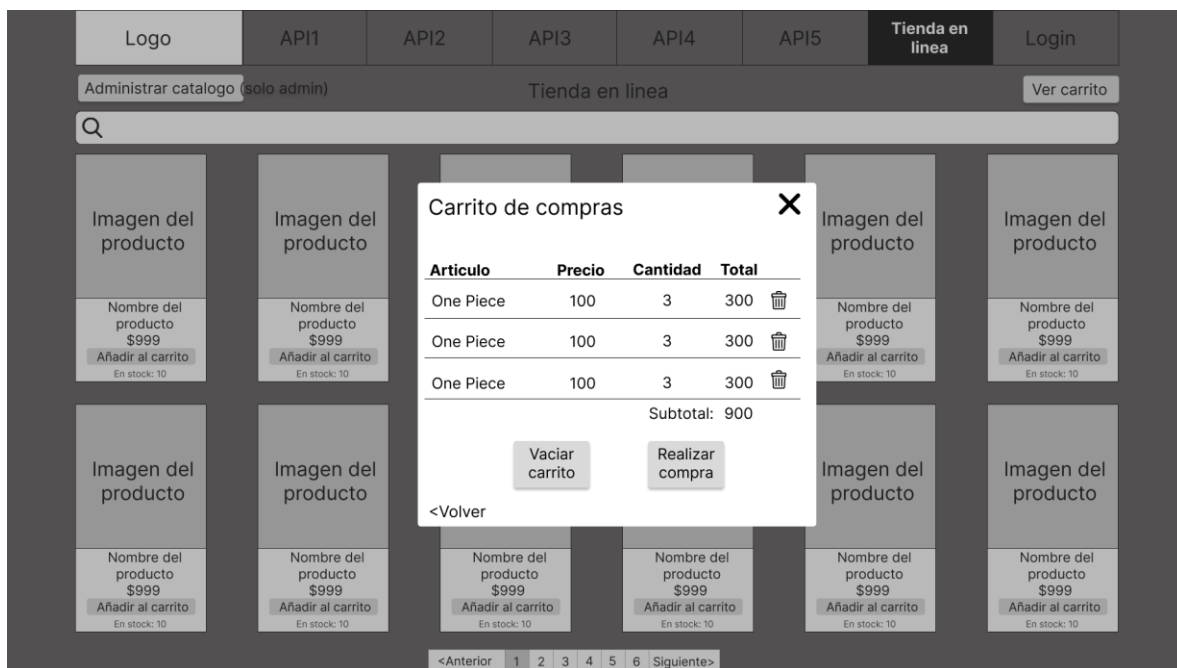 Logo
API1
API2
API3
API4
API5
Tienda en
linea
Login
Administrar catalogo (solo admin)
Tienda en linea
Ver carrito
Imagen del
producto
Nombre del
producto
$999
Añadir al carrito
En stock: 10
Imagen del
producto
Nombre del
producto
$999
Añadir al carrito
En stock: 10
Carrito de compras
Articulo Precio Cantidad Total
One Piece 100 3 300
One Piece 100 3 300
One Piece 100 3 300
Subtotal: 900
Vaciar
carrito
Realizar
compra
<Volver
Imagen del
producto
Nombre del
producto
$999
Añadir al carrito
En stock: 10
Imagen del
producto
Nombre del
producto
$999
Añadir al carrito
En stock: 10
Imagen del
producto
Nombre del
producto
$999
Añadir al carrito
En stock: 10
Imagen del
producto
Nombre del
producto
$999
Añadir al carrito
En stock: 10
Nombre del
producto
$999
Añadir al carrito
En stock: 10
Nombre del
producto
$999
Añadir al carrito
En stock: 10
Imagen del
producto
Nombre del
producto
$999
Añadir al carrito
En stock: 10
Imagen del
producto
Nombre del
producto
$999
Añadir al carrito
En stock: 10
<Anterior 1 2 3 4 5 6 Siguiente>